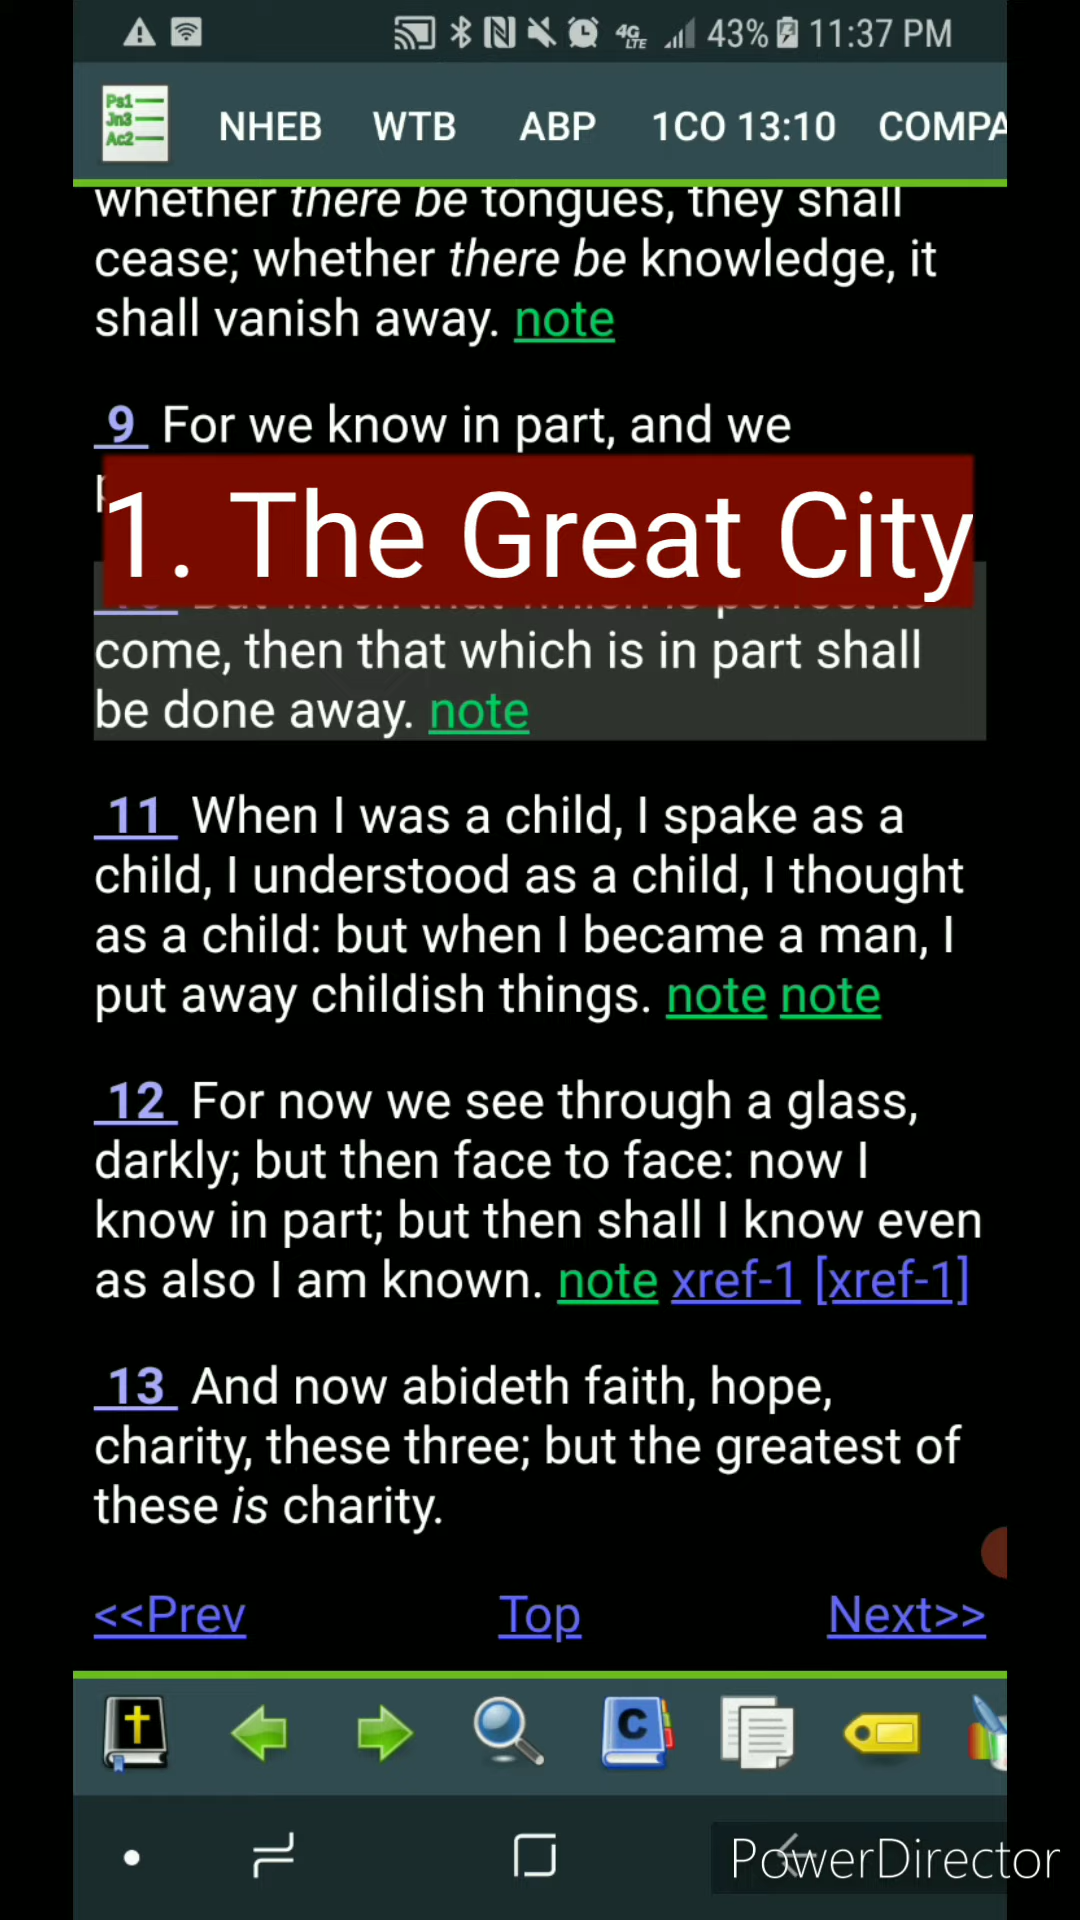 43% 11:37 PM
4G LTE
Ps1
Jn3
Ac2
NHEB WTB ABP 1CO 13:10 COMPA
whether there be tongues, they shall
cease; whether there be knowledge, it
shall vanish away. note
9 For we know in part, and we
1. The Great City
come, then that which is in part shall
be done away. note
11 When I was a child, I spake as a
child, I understood as a child, I thought
as a child: but when I became a man, I
put away childish things. note note
12 For now we see through a glass,
darkly; but then face to face: now I
know in part; but then shall I know even
as also I am known. note xref-1 [xref-1]
13 And now abideth faith, hope,
charity, these three; but the greatest of
these is charity.
<<Prev Top Next>>
C
PowerDirector